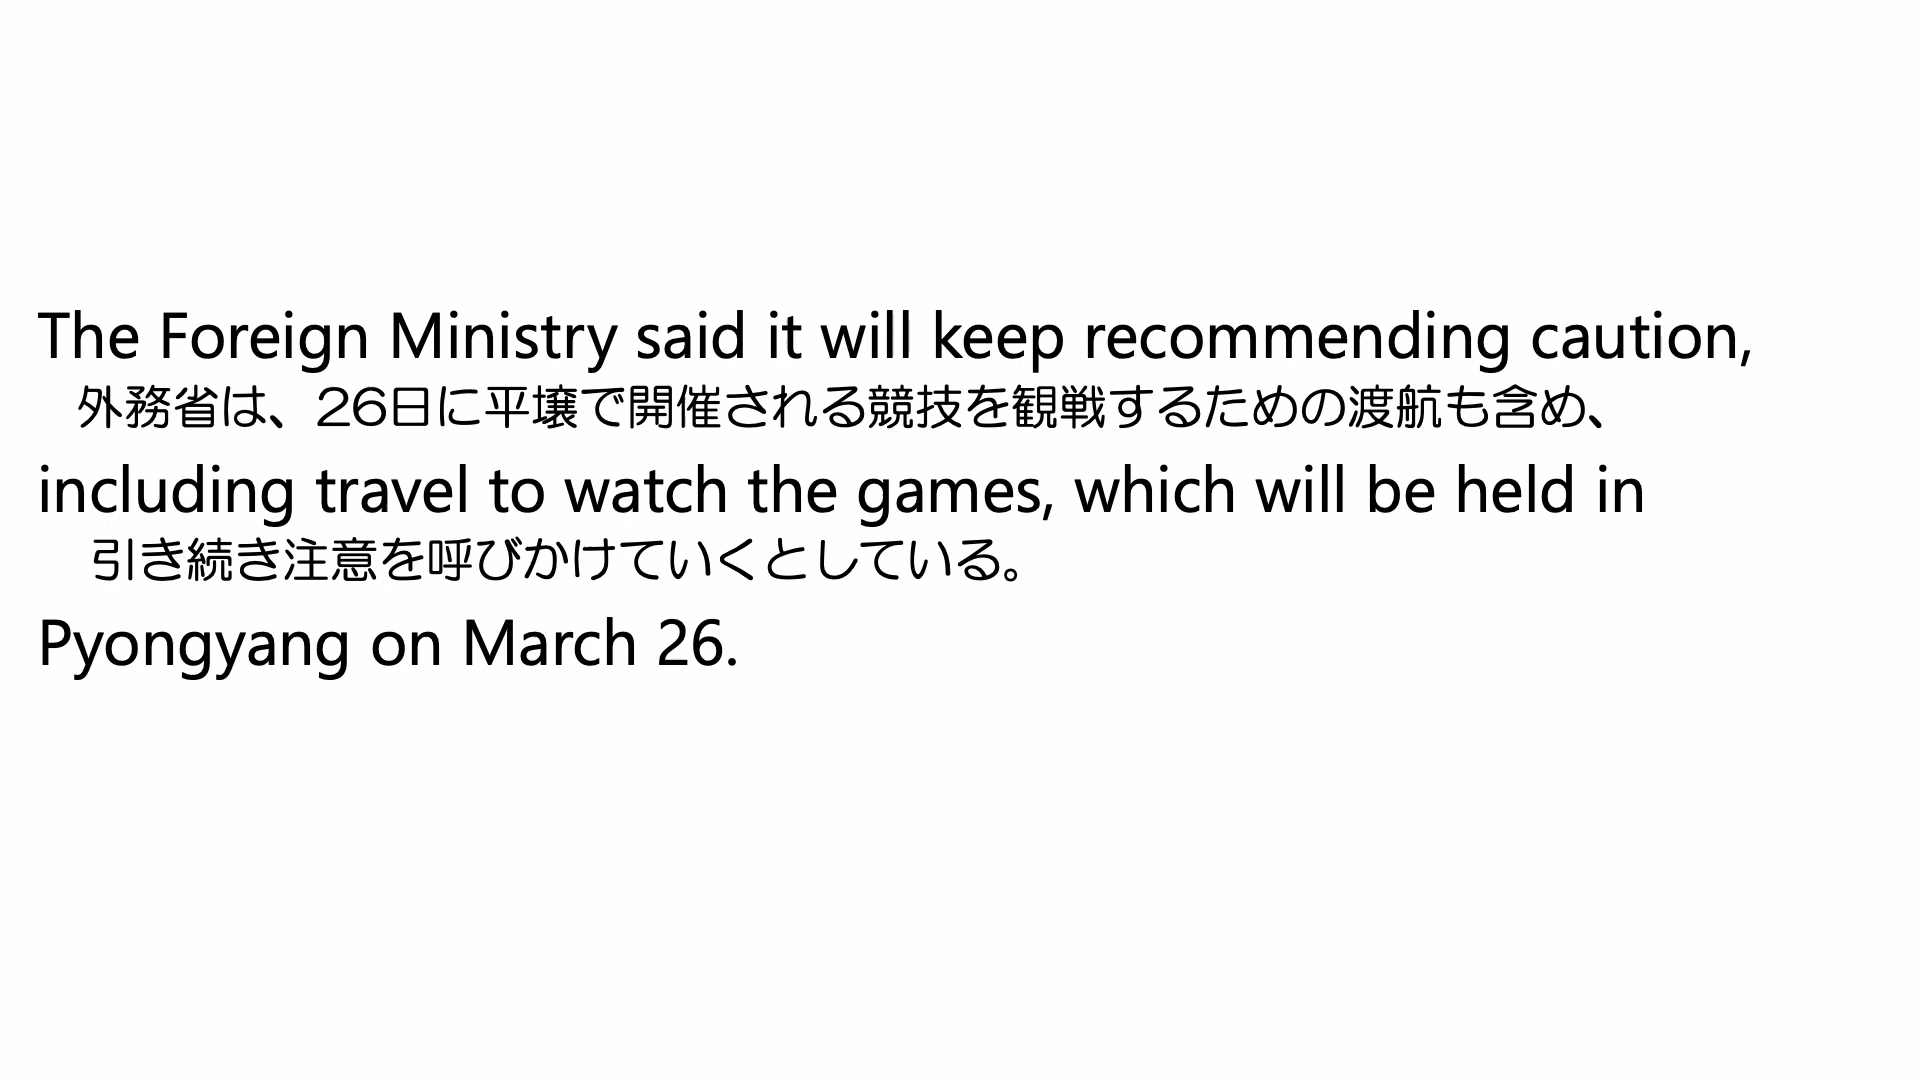 The Foreign Ministry said it will keep recommending caution,
外務省は、26日に平壌で開催される競技を観戦するための渡航も含め、
including travel to watch the games, which will be held in
引き続き注意を呼びかけていくとしている。
Pyongyang on March 26.